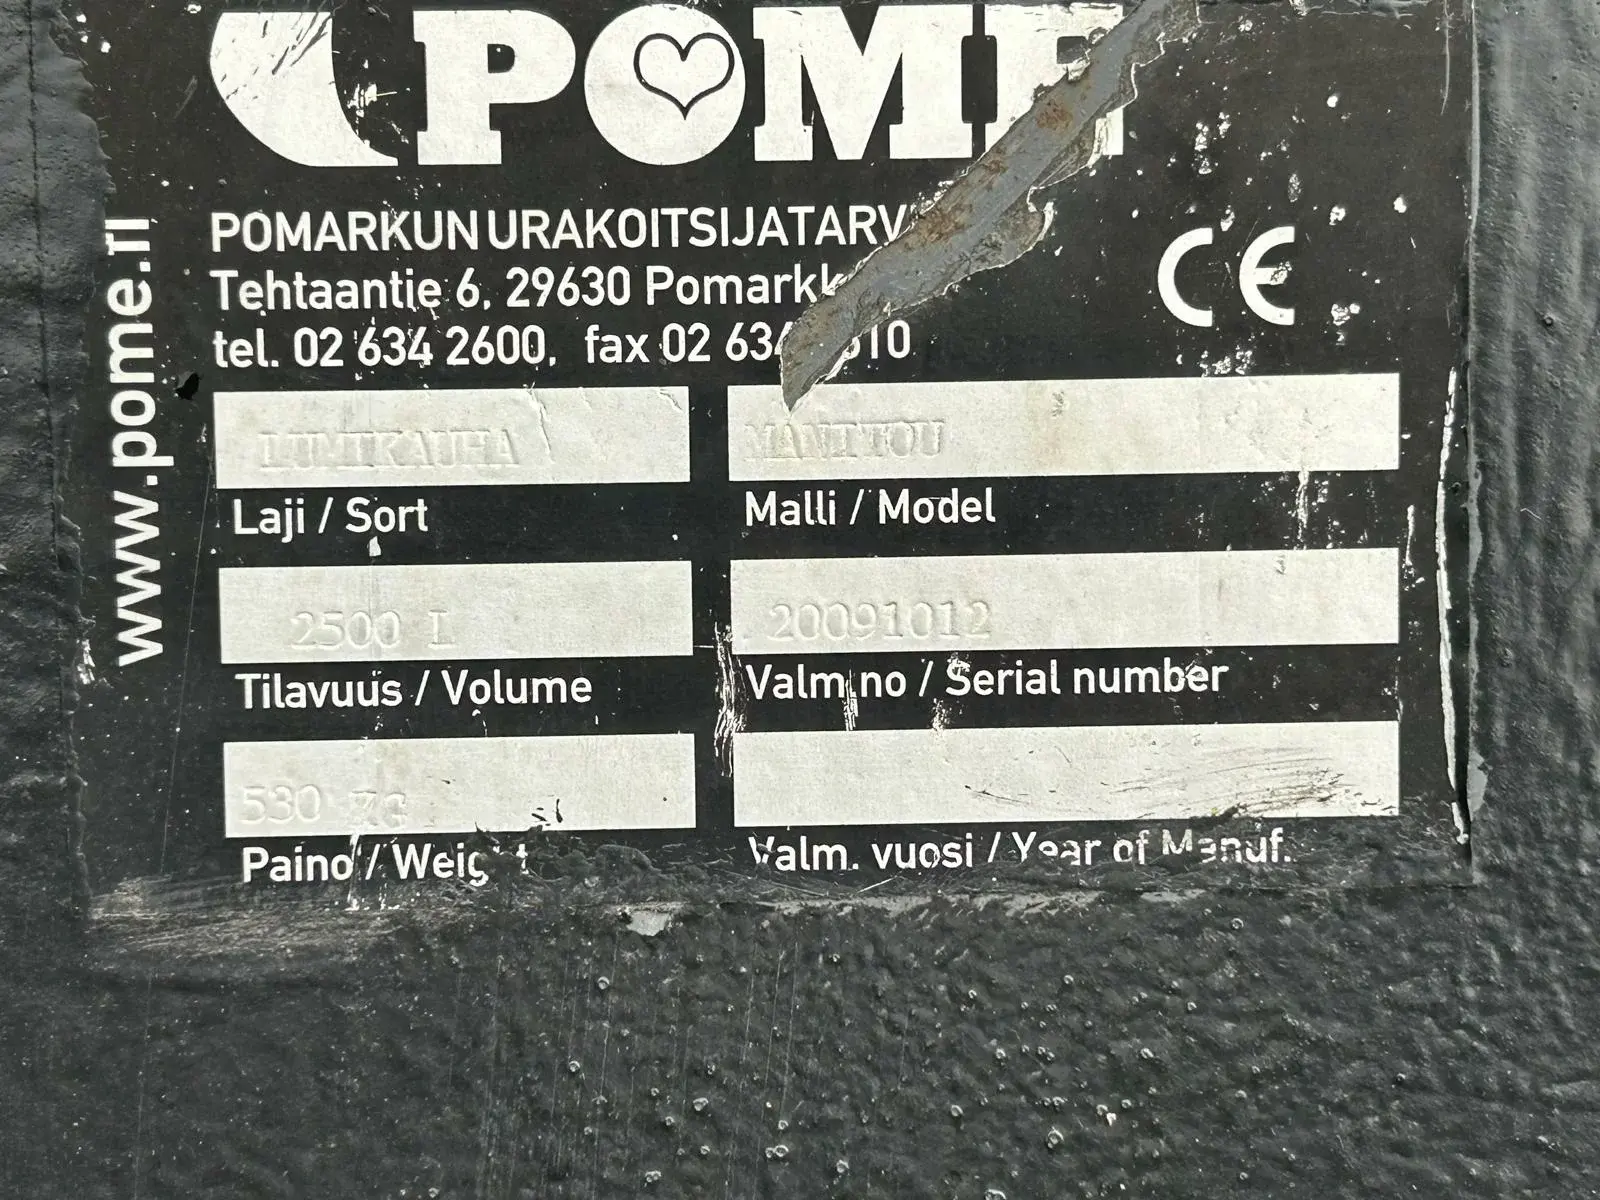 POME
POMARKUN URAKOITSIJATARV
Tehtaantie 6, 29630 Pomarkk
tel. 02 634 2600, fax 02 634 610
www.pome.fi
CE
LUMIKAUHA MANITOU
Laji / Sort Malli / Model
2500 L 20091012
Tilavuus / Volume Valm.no / Serial number
530 KG
Paino / Weight Valm. vuosi / Year of Manuf.